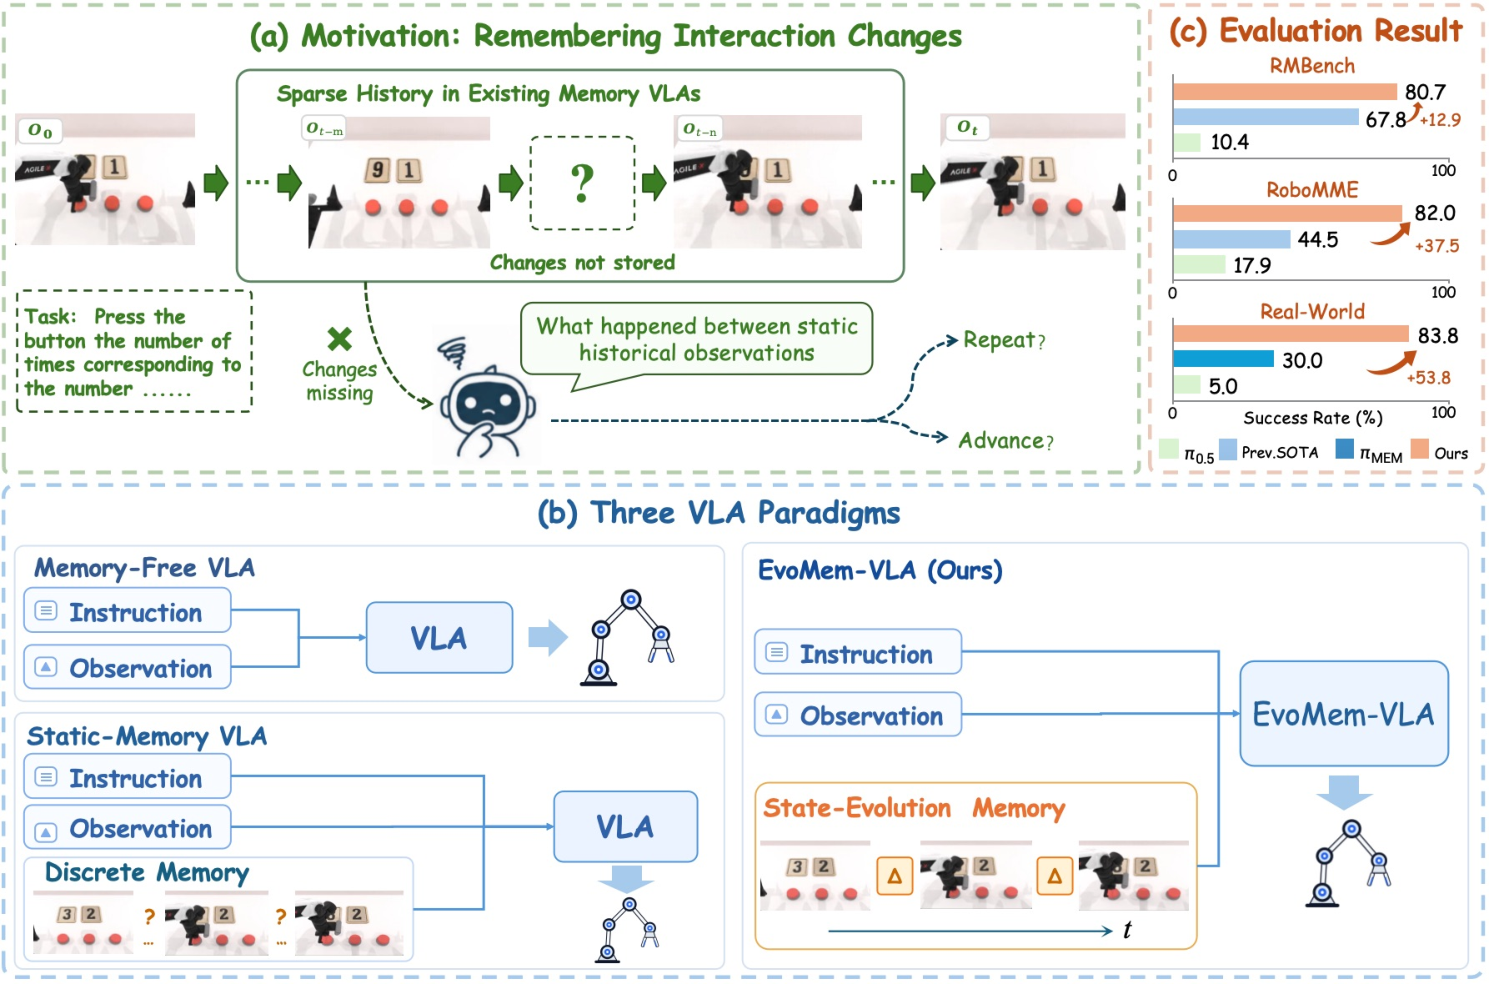 (a) Motivation: Remembering Interaction Changes
Sparse History in Existing Memory VLAs
O₀
AGILE
1
...
Oₜ₋ₘ
9 1
?
Oₜ₋ₙ
AGILE
1
...
Oₜ
AGILE
1
Changes not stored
Task: Press the
button the number of
times corresponding to
the number ......
Changes
missing
What happened between static
historical observations
Repeat?
Advance?
(c) Evaluation Result
RMBench
80.7
67.8
+12.9
10.4
0 100
RoboMME
82.0
44.5
+37.5
17.9
0 100
Real-World
83.8
30.0
+53.8
5.0
0 100
Success Rate (%)
π₀.₅ Prev.SOTA π_MEM Ours
(b) Three VLA Paradigms
Memory-Free VLA
Instruction
Observation
VLA
Static-Memory VLA
Instruction
Observation
VLA
Discrete Memory
3 2
?
...
2
?
...
2
EvoMem-VLA (Ours)
Instruction
Observation
EvoMem-VLA
State-Evolution Memory
3 2
Δ
2
Δ
2
t